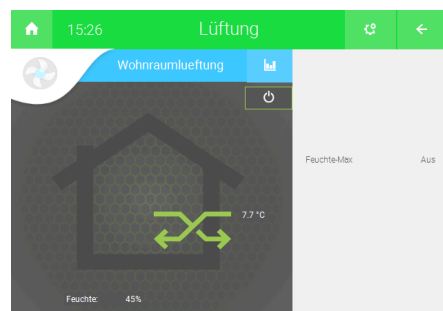 15:26 Lüftung
Wohnraumlueftung
Feuchte-Max Aus
7.7 °C
Feuchte: 45%